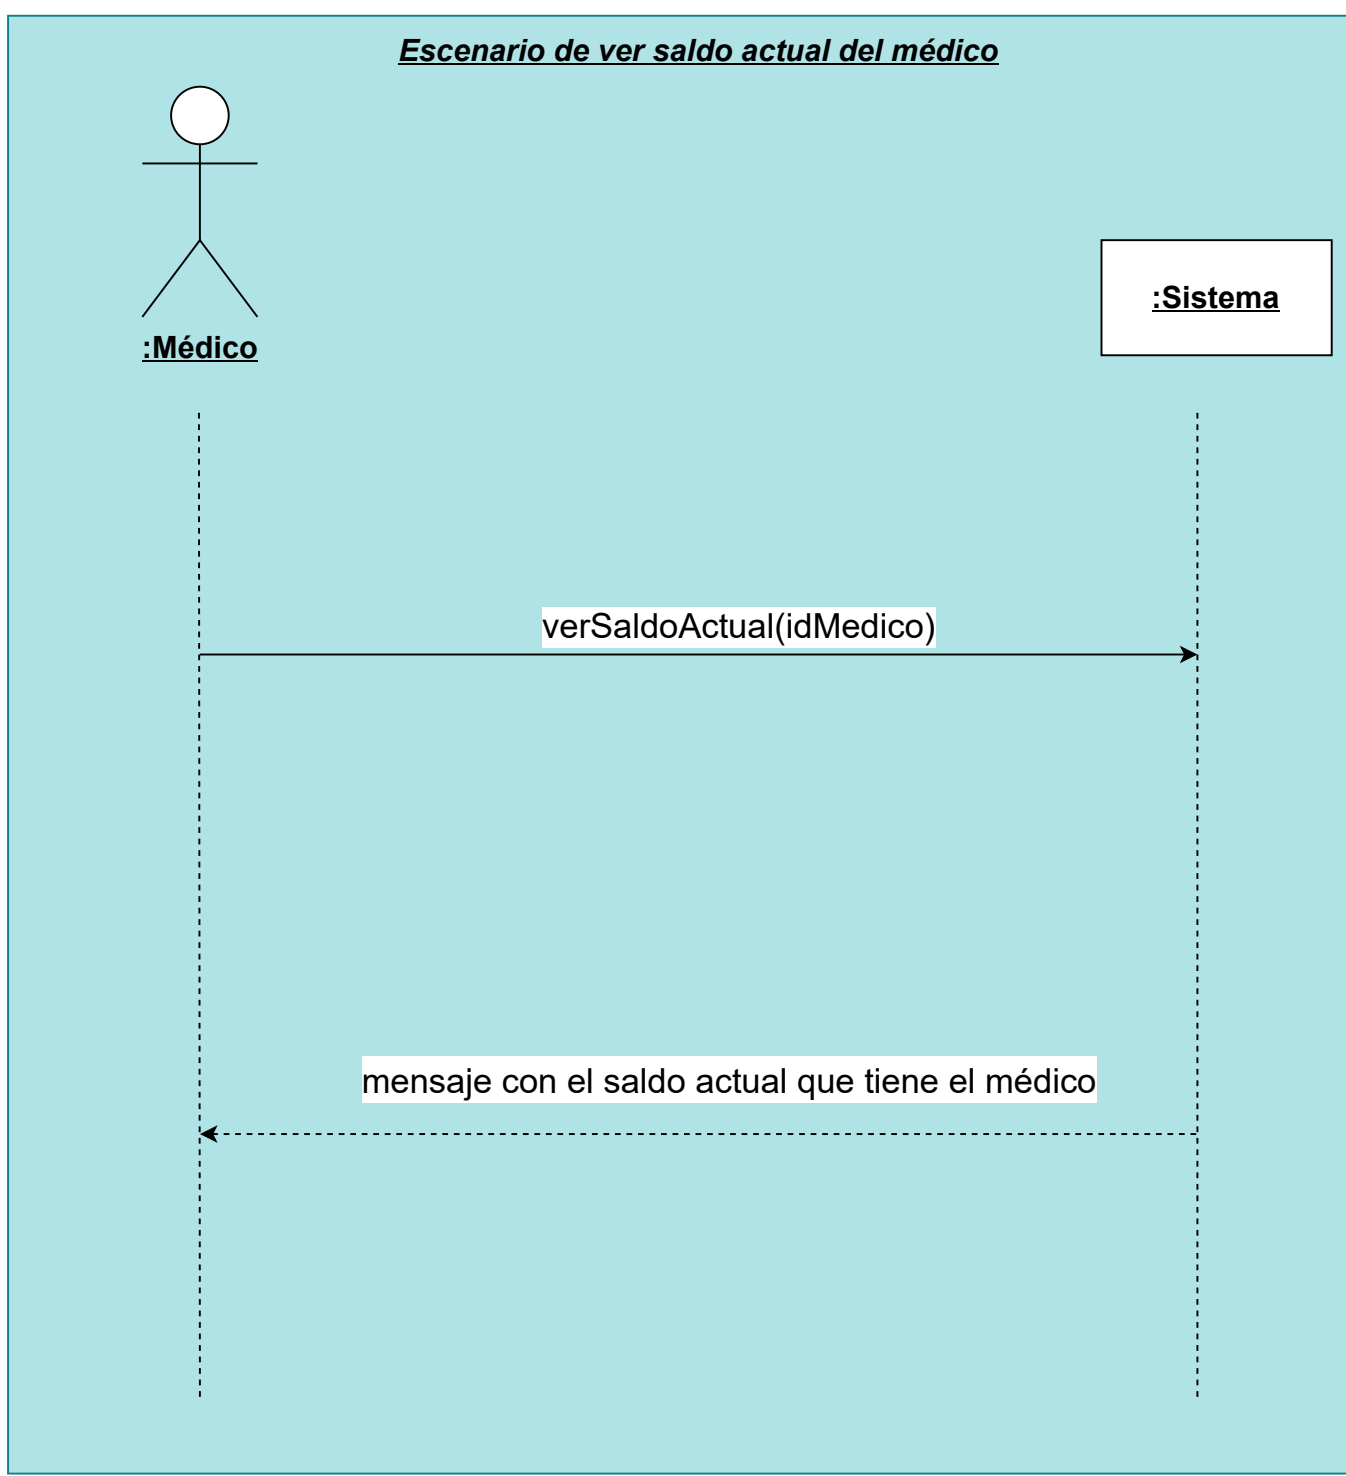 Escenario de ver saldo actual del médico
:Sistema
:Médico
verSaldoActual(idMedico)
mensaje con el saldo actual que tiene el médico